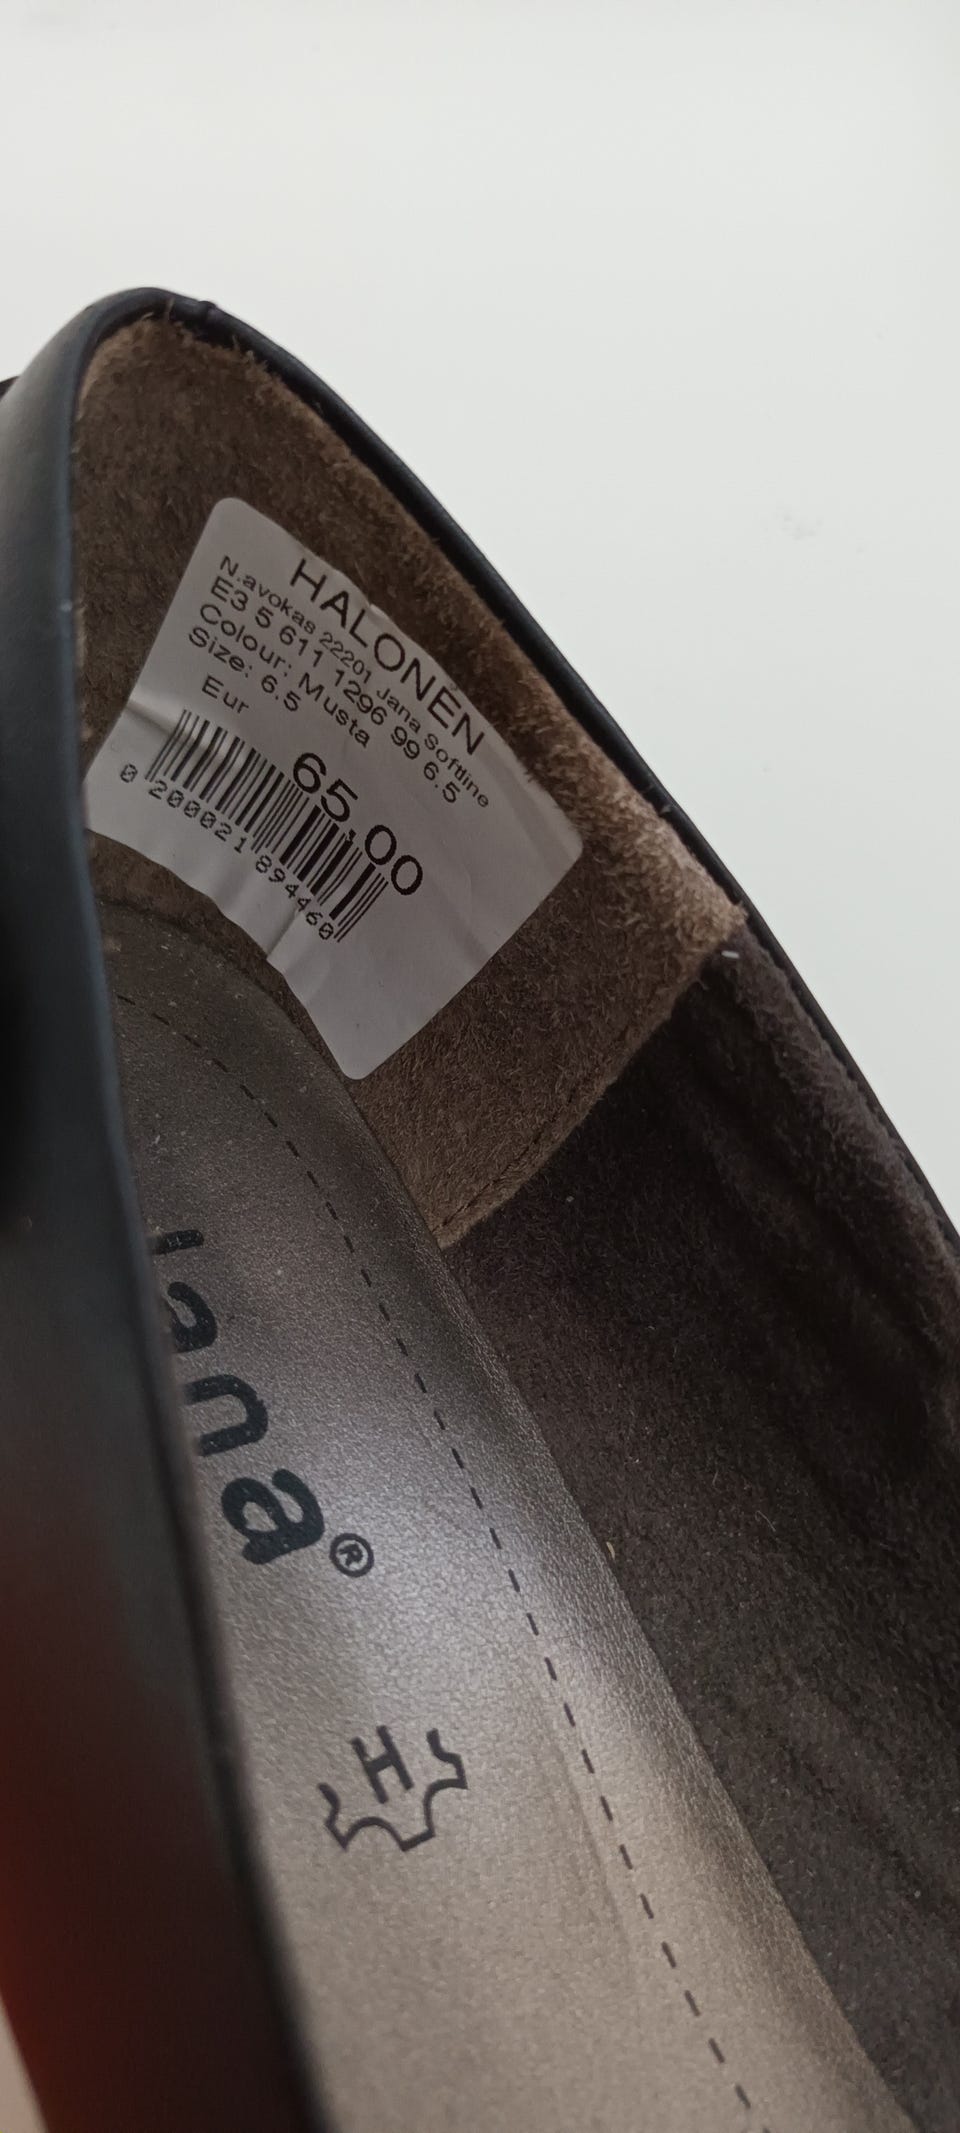 HALONEN
N.avokas 22201 Jana Softline
E3 5 611 1296 99 6.5
Colour: Musta
Size: 6.5
Eur
65,00
0 200021 894460
Jana®
H